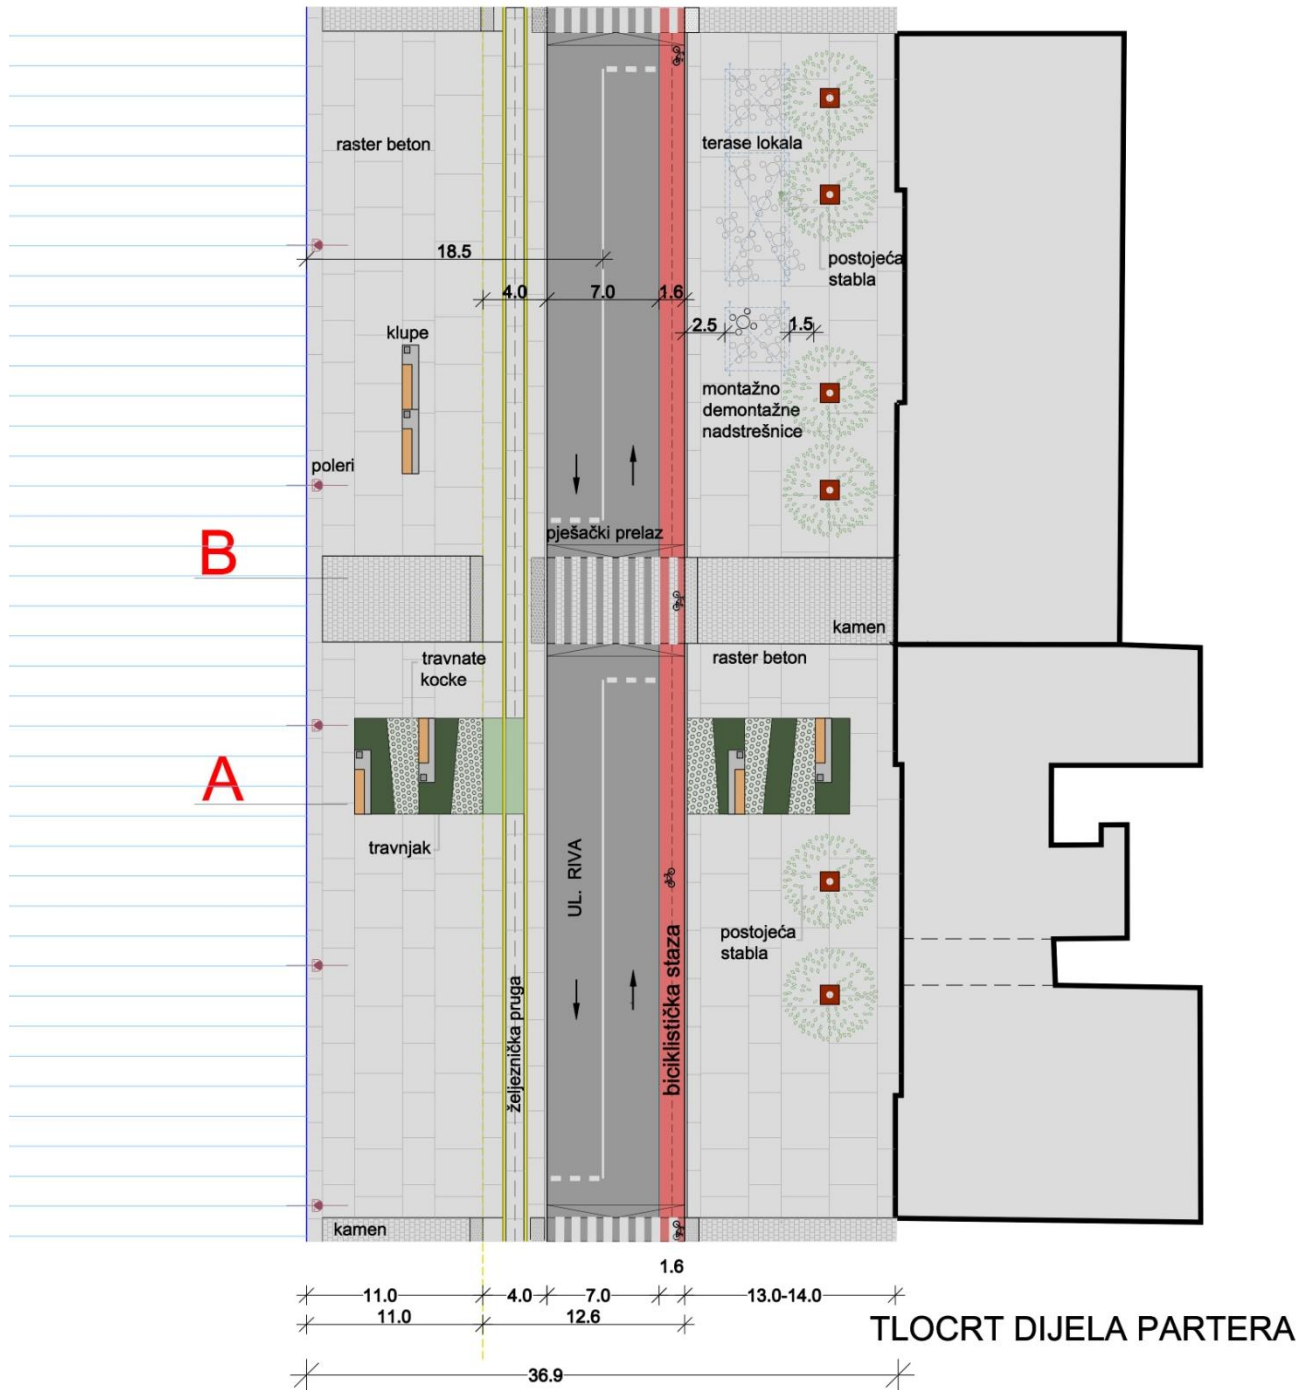 raster beton
terase lokala
18.5
postojeća
stabla
4.0
7.0
1.6
klupe
2.5
1.5
montažno
demontažne
nadstrešnice
poleri
pješački prelaz
B
kamen
travnate
kocke
raster beton
A
travnjak
UL. RIVA
postojeća
stabla
biciklistička staza
željeznička pruga
kamen
1.6
11.0
4.0
7.0
13.0-14.0
11.0
12.6
TLOCRT DIJELA PARTERA
36.9